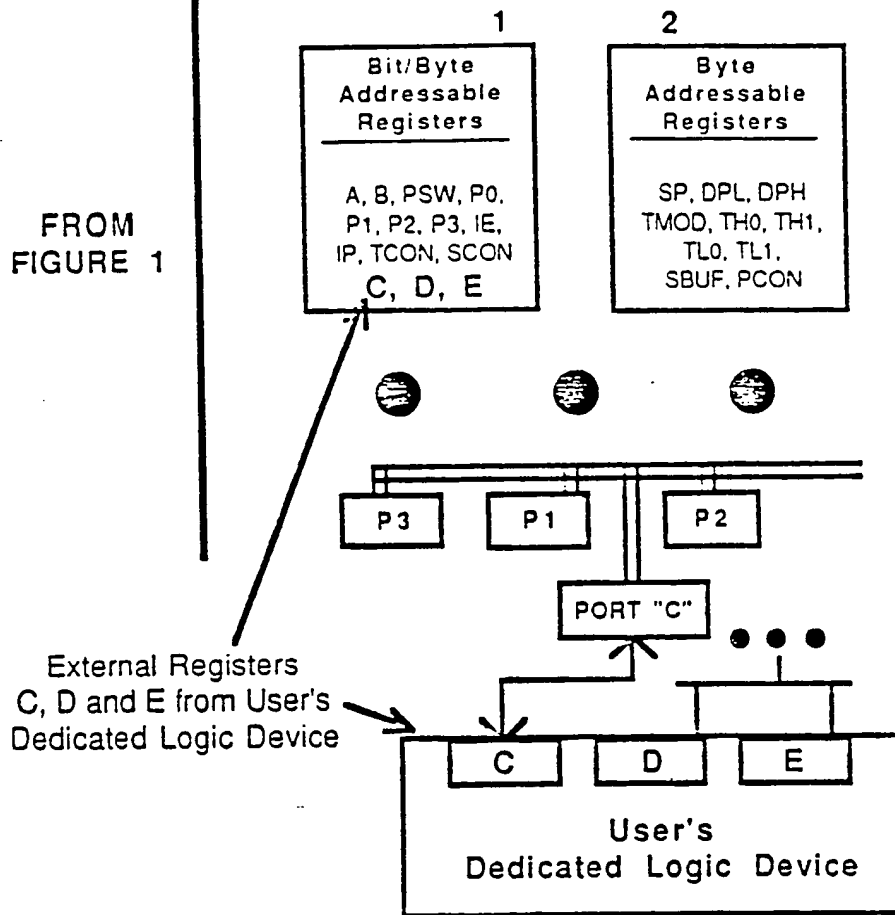 1
2
Bit/Byte
Addressable
Registers
A, B, PSW, P0,
P1, P2, P3, IE,
IP, TCON, SCON
C, D, E
Byte
Addressable
Registers
SP, DPL, DPH
TMOD, TH0, TH1,
TL0, TL1,
SBUF, PCON
FROM
FIGURE 1
P3
P1
P2
PORT "C"
External Registers
C, D and E from User's
Dedicated Logic Device
C
D
E
User's
Dedicated Logic Device